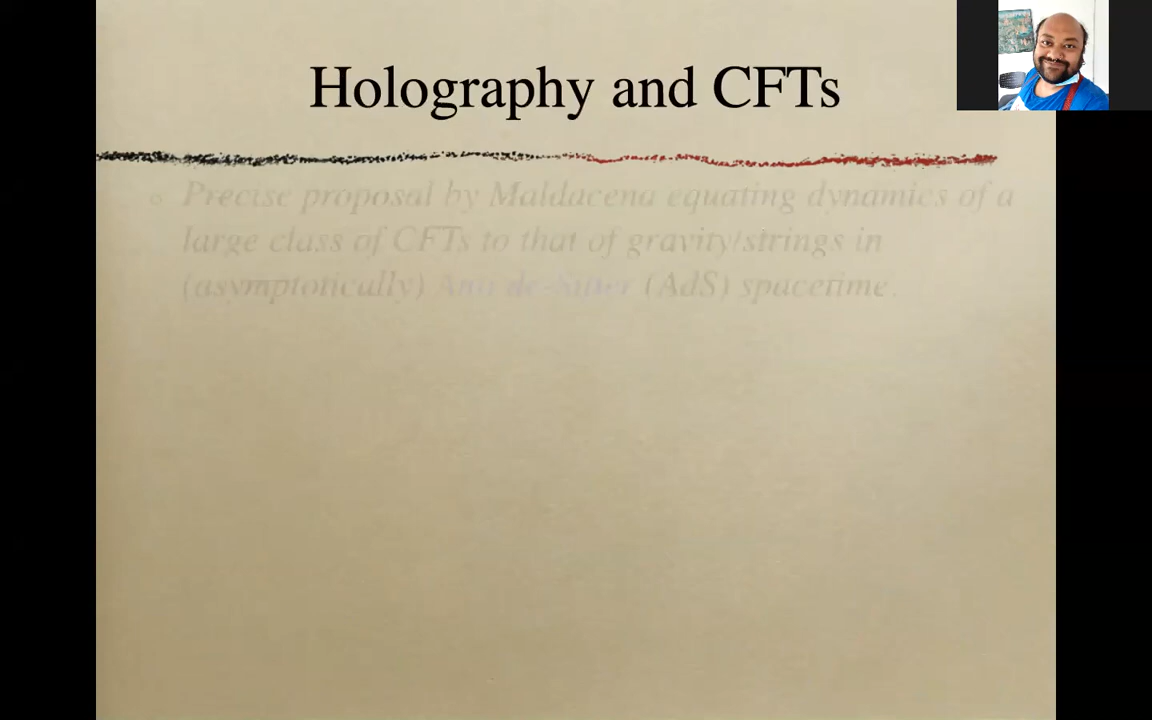 Holography and CFTs
Precise proposal by Maldacena equating dynamics of a
large class of CFTs to that of gravity/strings in
(asymptotically) Anti de-Sitter (AdS) spacetime.